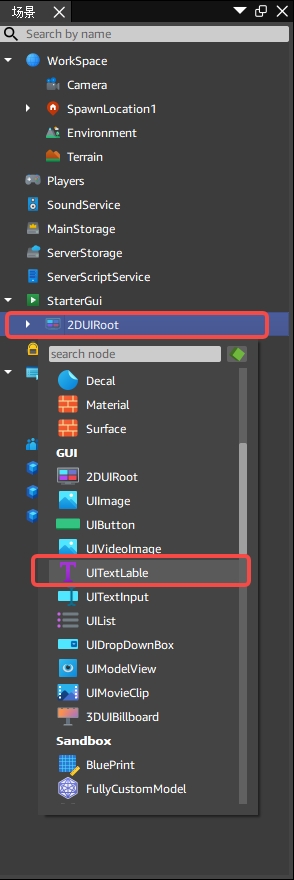 场景
Search by name
WorkSpace
Camera
SpawnLocation1
Environment
Terrain
Players
SoundService
MainStorage
ServerStorage
ServerScriptService
StarterGui
2DUIRoot
search node
Decal
Material
Surface
GUI
2DUIRoot
UIImage
UIButton
UIVideoImage
UITextLable
UITextInput
UIList
UIDropDownBox
UIModelView
UIMovieClip
3DUIBillboard
Sandbox
BluePrint
FullyCustomModel